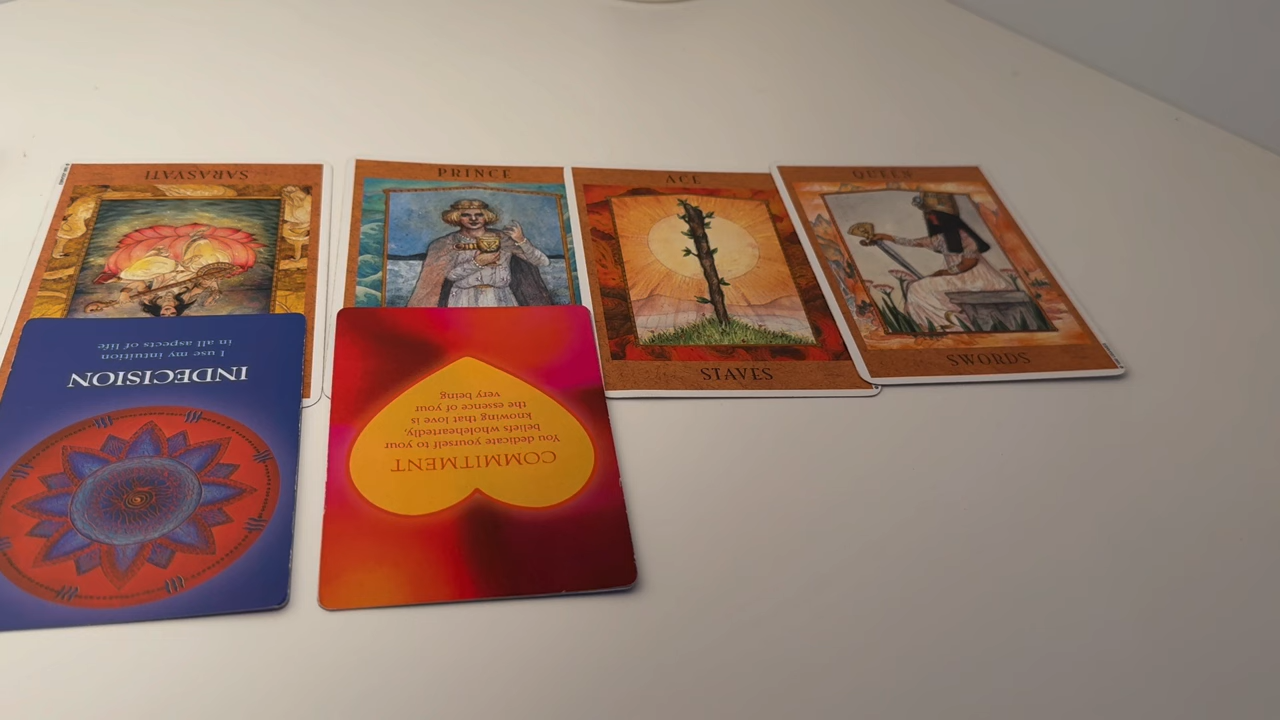 SARASVATI
PRINCE
ACE
STAVES
QUEEN
SWORDS
INDECISION
I use my intuition
in all aspects of life
COMMITMENT
You dedicate yourself to your
beliefs wholeheartedly,
knowing that love is
the essence of your
very being